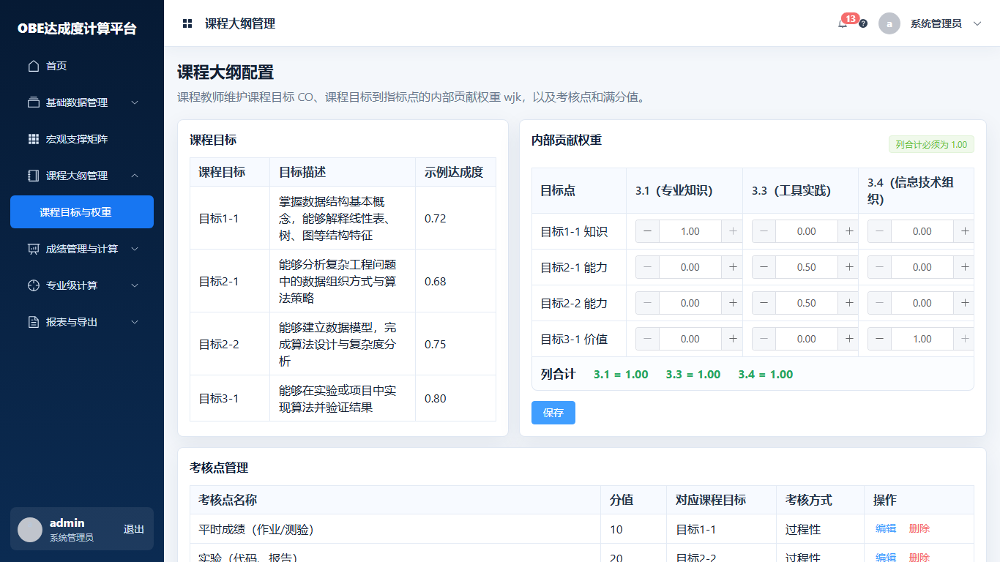 OBE达成度计算平台
首页
基础数据管理
宏观支撑矩阵
课程大纲管理
课程目标与权重
成绩管理与计算
专业级计算
报表与导出
admin
系统管理员
退出
课程大纲管理
13
?
a
系统管理员
课程大纲配置
课程教师维护课程目标 CO、课程目标到指标点的内部贡献权重 wjk，以及考核点和满分值。
课程目标
课程目标 目标描述 示例达成度
目标1-1 掌握数据结构基本概念，能够解释线性表、树、图等结构特征 0.72
目标2-1 能够分析复杂工程问题中的数据组织方式与算法策略 0.68
目标2-2 能够建立数据模型，完成算法设计与复杂度分析 0.75
目标3-1 能够在实验或项目中实现算法并验证结果 0.80
内部贡献权重
列合计必须为 1.00
目标点 3.1（专业知识） 3.3（工具实践） 3.4（信息技术组织）
目标1-1 知识 1.00 0.00 0.00
目标2-1 能力 0.00 0.50 0.00
目标2-2 能力 0.00 0.50 0.00
目标3-1 价值 0.00 0.00 1.00
列合计 3.1 = 1.00 3.3 = 1.00 3.4 = 1.00
保存
考核点管理
考核点名称 分值 对应课程目标 考核方式 操作
平时成绩（作业/测验） 10 目标1-1 过程性 编辑 删除
实验（代码、报告） 20 目标2-2 过程性 编辑 删除